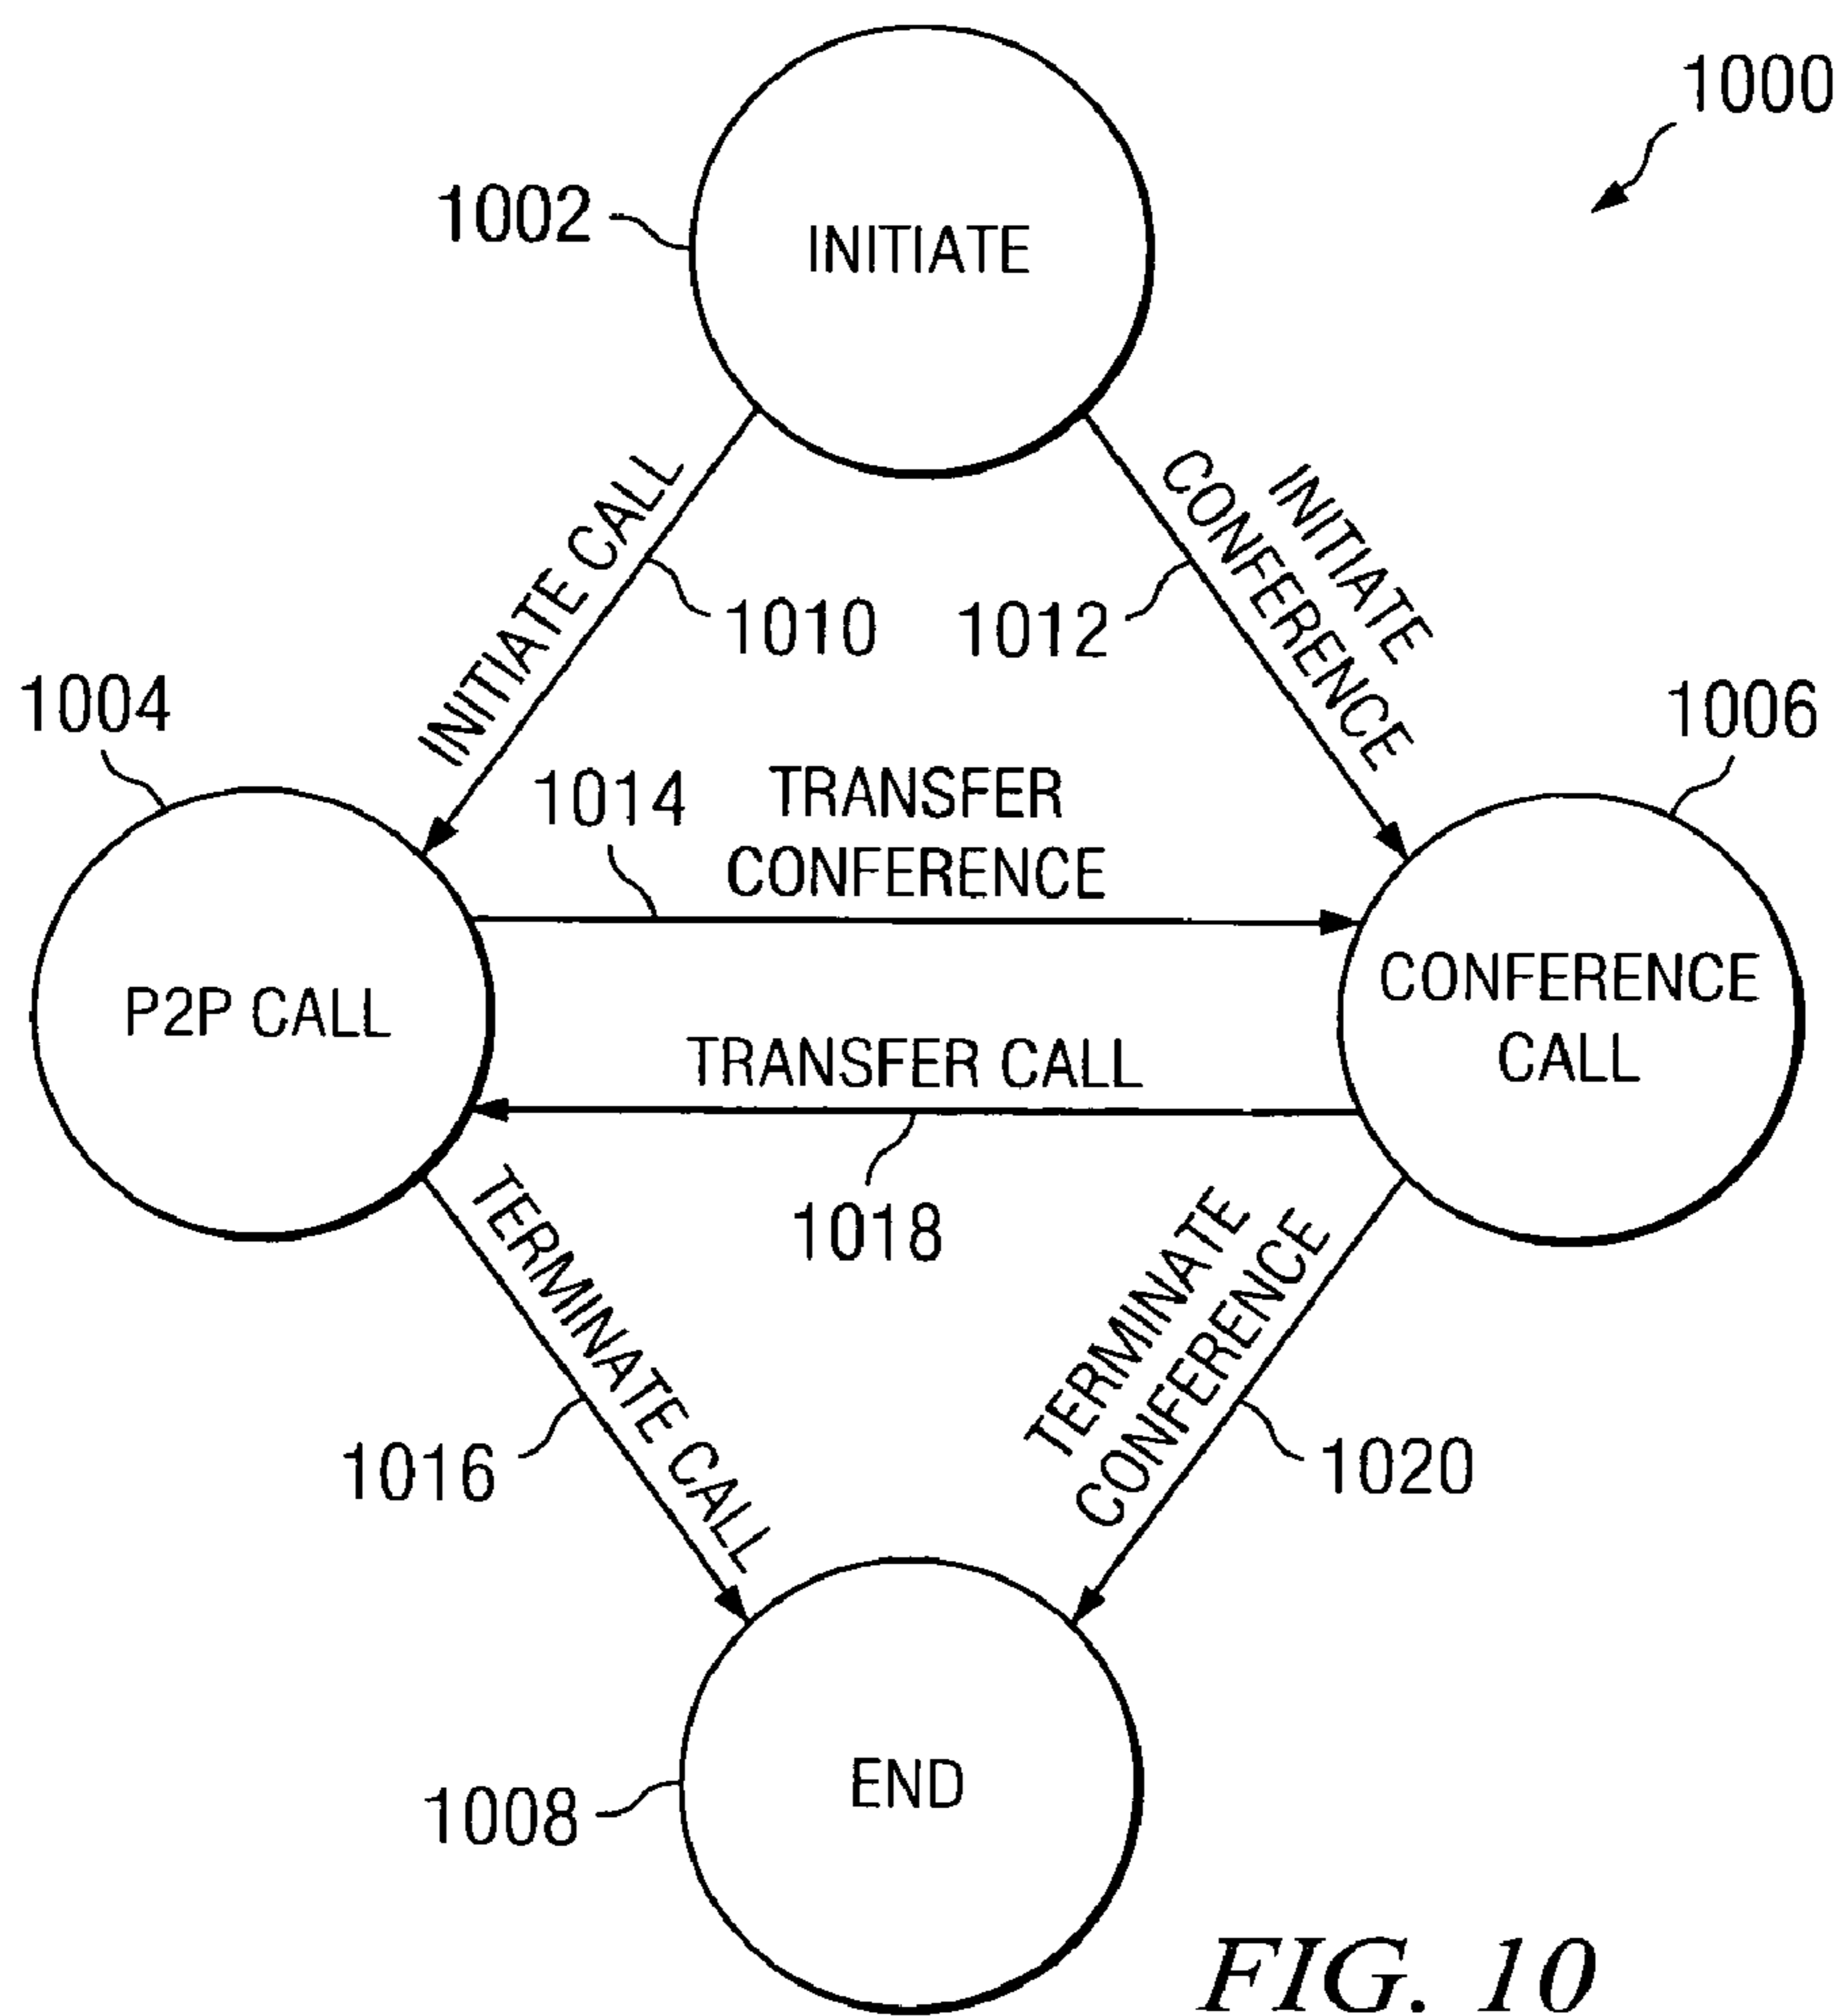 1000
1002
INITIATE
INITIATE CALL
INITIATE
CONFERENCE
1010
1012
1004
1006
1014
TRANSFER
CONFERENCE
P2P CALL
CONFERENCE
CALL
TRANSFER CALL
1018
TERMINATE CALL
TERMINATE
CONFERENCE
1016
1020
1008
END
FIG. 10